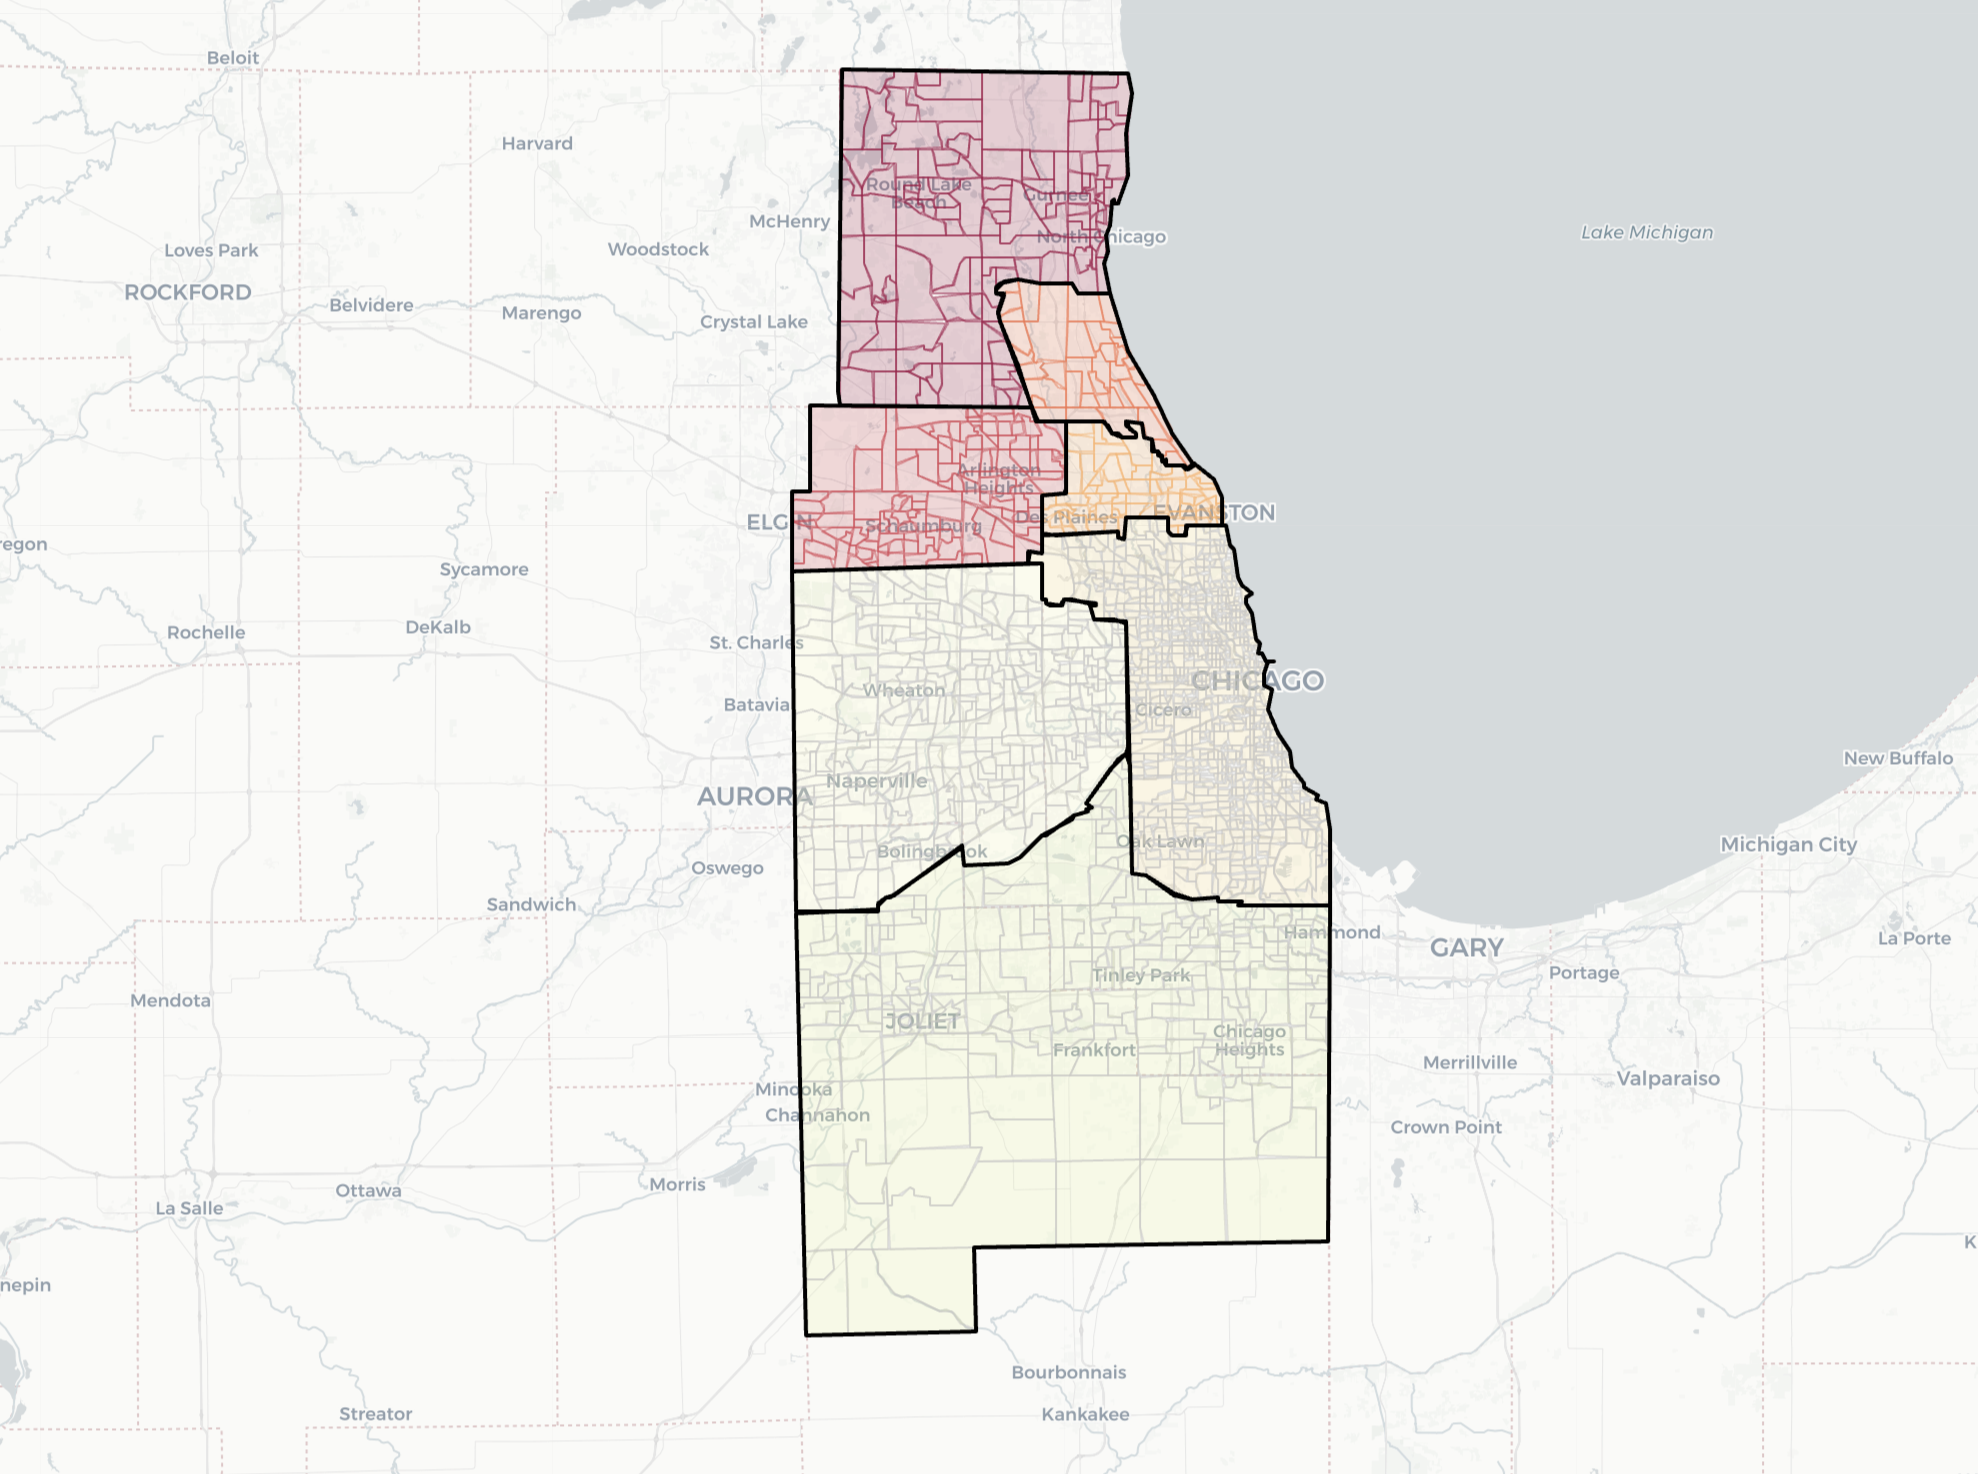 Beloit
Harvard
Round Lake
Beach
Gurnee
McHenry
Lake Michigan
North Chicago
Loves Park
Woodstock
ROCKFORD
Belvidere
Marengo
Crystal Lake
Arlington
Heights
EVANSTON
Des Plaines
ELGIN
Schaumburg
egon
Sycamore
DeKalb
Rochelle
St. Charles
CHICAGO
Wheaton
Batavia
Cicero
New Buffalo
Naperville
AURORA
Oak Lawn
Michigan City
Bolingbrook
Oswego
Sandwich
Hammond
La Porte
GARY
Portage
Tinley Park
Mendota
JOLIET
Chicago
Heights
Frankfort
Merrillville
Valparaiso
Minooka
Channahon
Crown Point
Morris
Ottawa
La Salle
K
nepin
Bourbonnais
Streator
Kankakee